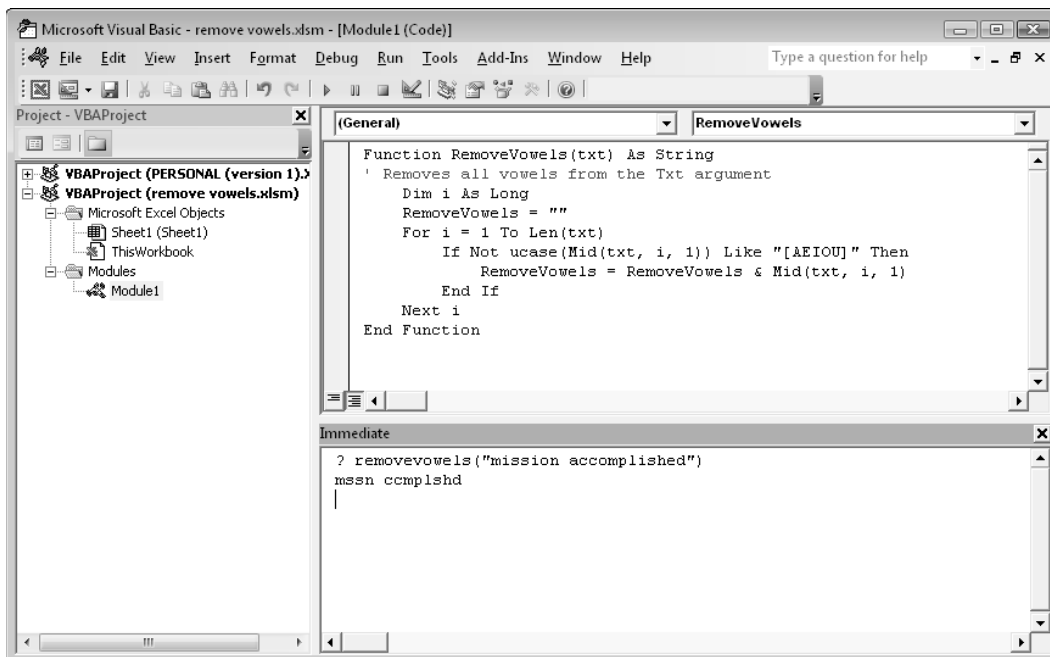 Microsoft Visual Basic - remove vowels.xlsm - [Module1 (Code)]
File Edit View Insert Format Debug Run Tools Add-Ins Window Help Type a question for help
Project - VBAProject
VBAProject (PERSONAL (version 1).X
VBAProject (remove vowels.xlsm)
Microsoft Excel Objects
Sheet1 (Sheet1)
ThisWorkbook
Modules
Module1
(General) RemoveVowels
Function RemoveVowels(txt) As String
' Removes all vowels from the Txt argument
Dim i As Long
RemoveVowels = ""
For i = 1 To Len(txt)
If Not ucase(Mid(txt, i, 1)) Like "[AEIOU]" Then
RemoveVowels = RemoveVowels & Mid(txt, i, 1)
End If
Next i
End Function
Immediate
? removevowels("mission accomplished")
mssn ccmplshd